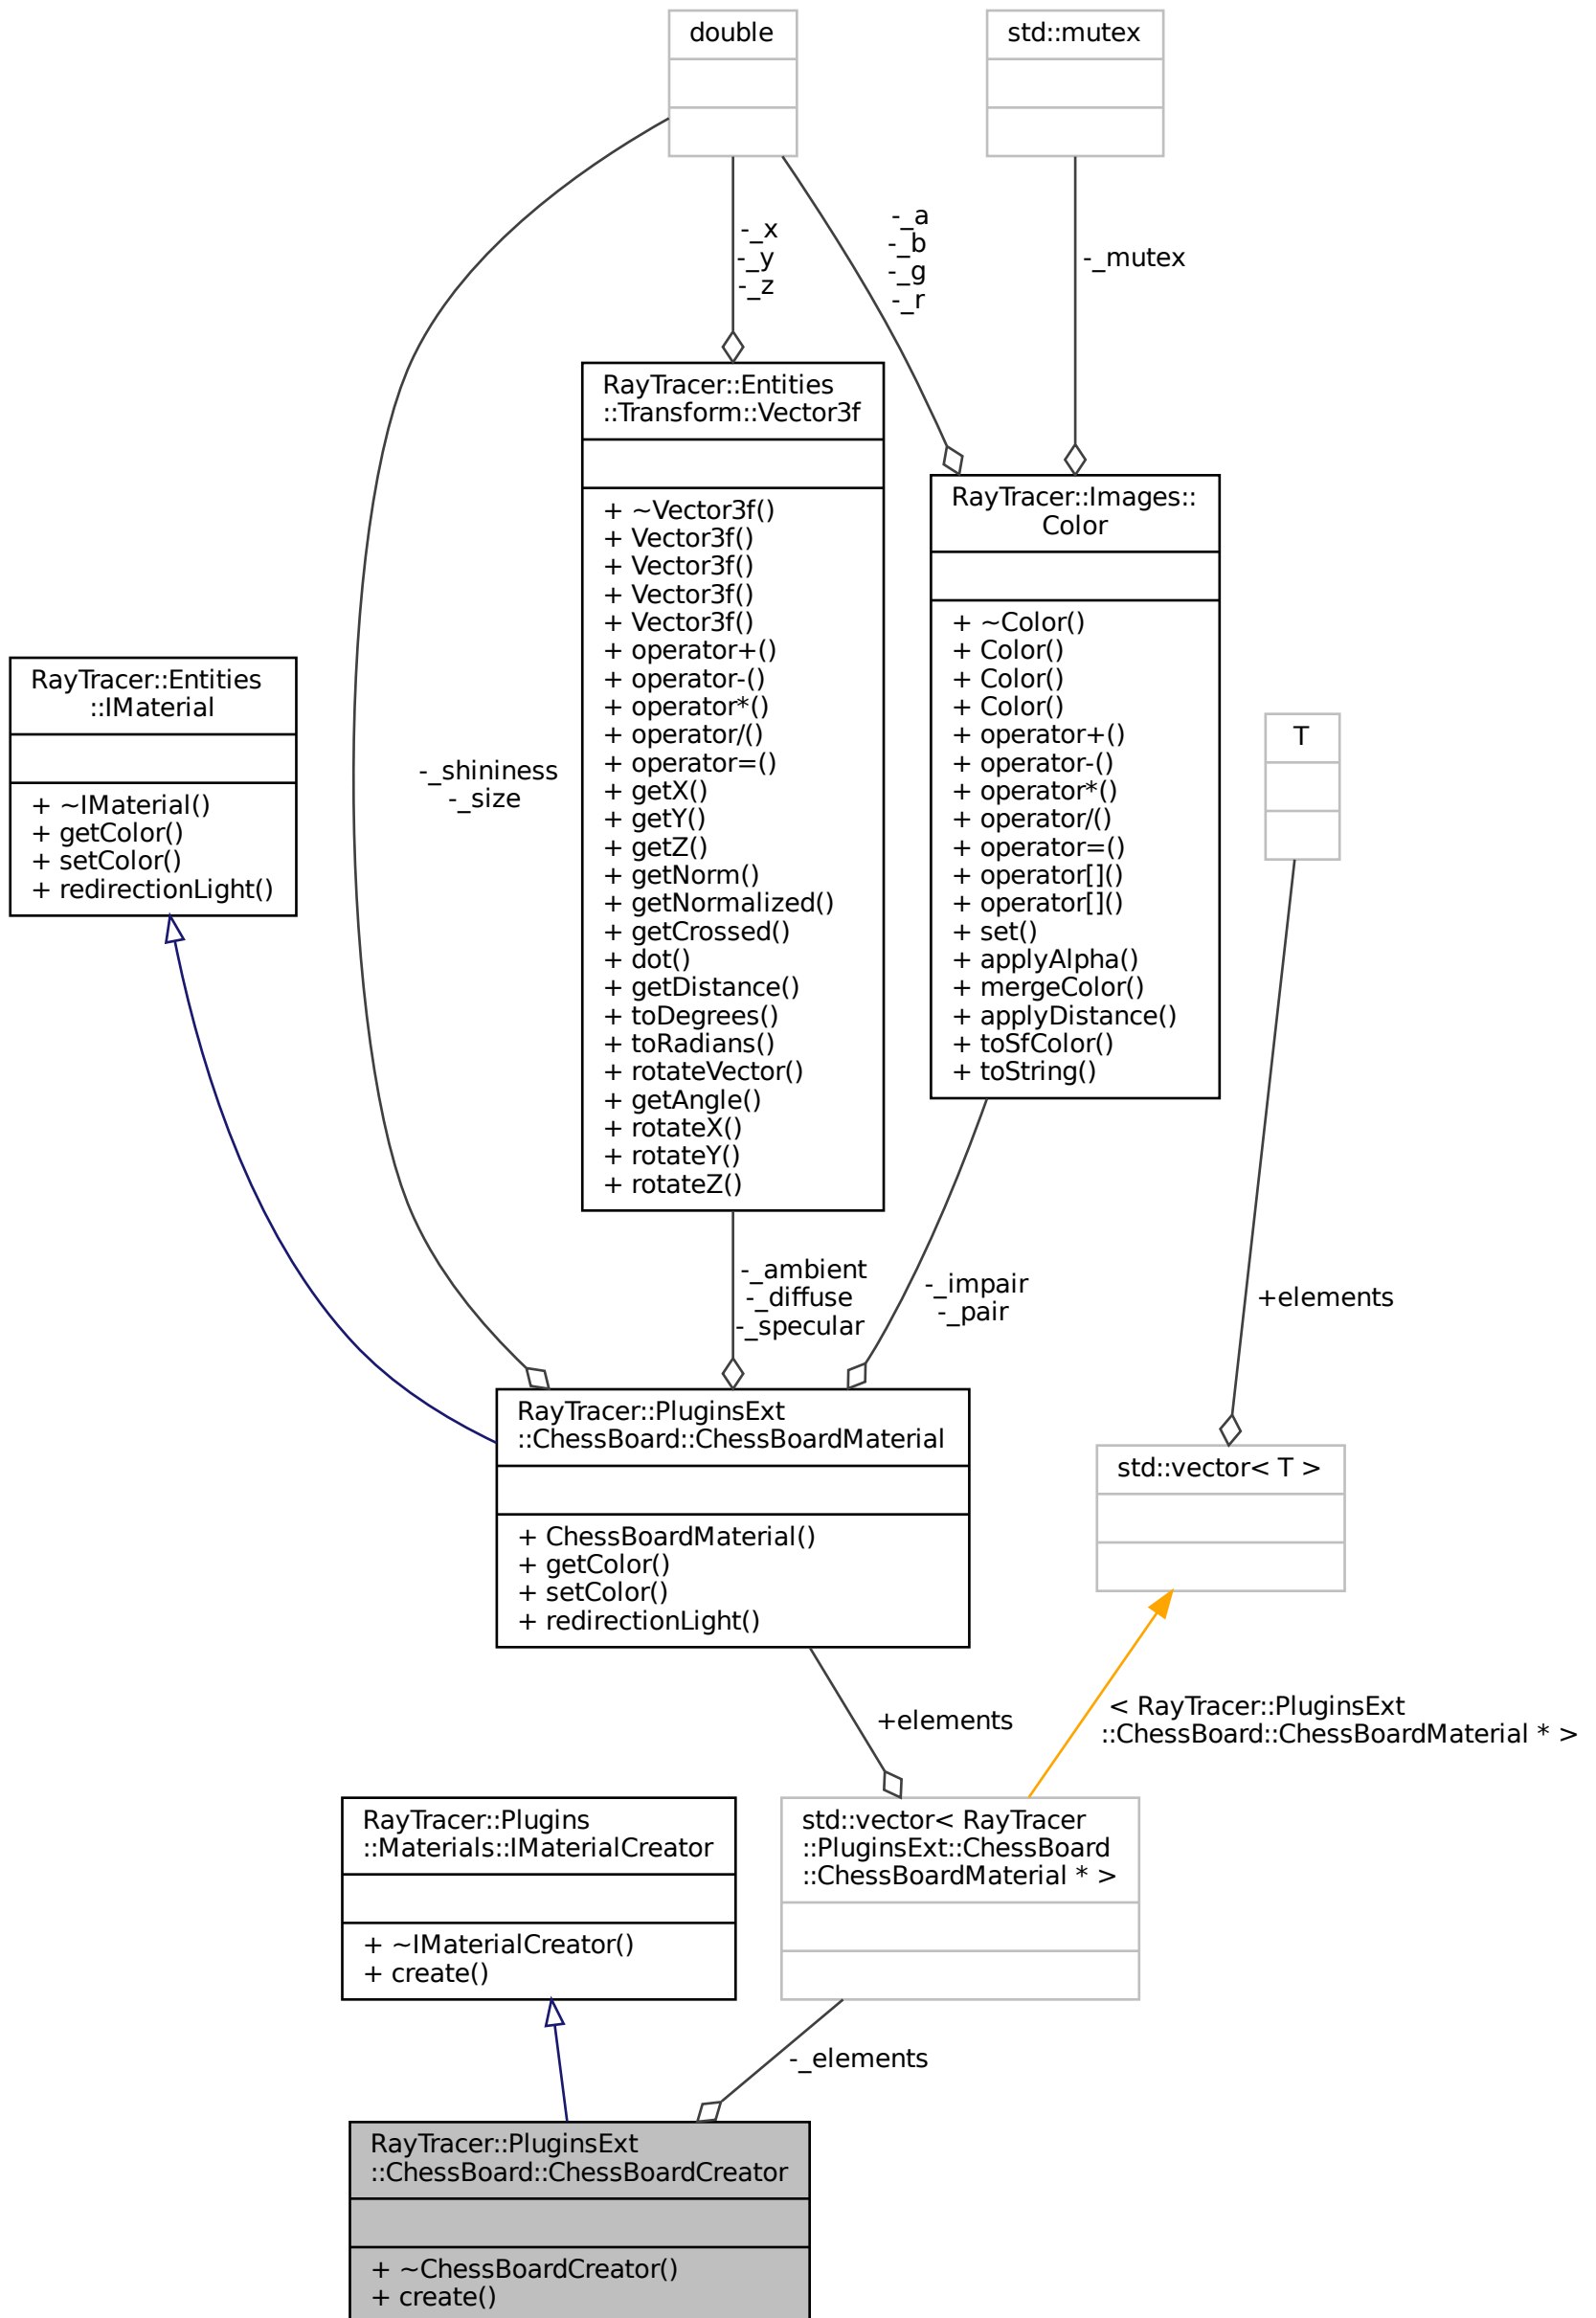 double
std::mutex
-_x
-_y
-_z
-_a
-_b
-_g
-_r
-_mutex
RayTracer::Entities
::Transform::Vector3f
+ ~Vector3f()
+ Vector3f()
+ Vector3f()
+ Vector3f()
+ Vector3f()
+ operator+()
+ operator-()
+ operator*()
+ operator/()
+ operator=()
+ getX()
+ getY()
+ getZ()
+ getNorm()
+ getNormalized()
+ getCrossed()
+ dot()
+ getDistance()
+ toDegrees()
+ toRadians()
+ rotateVector()
+ getAngle()
+ rotateX()
+ rotateY()
+ rotateZ()
RayTracer::Images::
Color
+ ~Color()
+ Color()
+ Color()
+ Color()
+ operator+()
+ operator-()
+ operator*()
+ operator/()
+ operator=()
+ operator[]()
+ operator[]()
+ set()
+ applyAlpha()
+ mergeColor()
+ applyDistance()
+ toSfColor()
+ toString()
RayTracer::Entities
::IMaterial
+ ~IMaterial()
+ getColor()
+ setColor()
+ redirectionLight()
-_shininess
-_size
T
-_ambient
-_diffuse
-_specular
-_impair
-_pair
+elements
RayTracer::PluginsExt
::ChessBoard::ChessBoardMaterial
+ ChessBoardMaterial()
+ getColor()
+ setColor()
+ redirectionLight()
std::vector< T >
+elements
< RayTracer::PluginsExt
::ChessBoard::ChessBoardMaterial * >
RayTracer::Plugins
::Materials::IMaterialCreator
+ ~IMaterialCreator()
+ create()
std::vector< RayTracer
::PluginsExt::ChessBoard
::ChessBoardMaterial * >
-_elements
RayTracer::PluginsExt
::ChessBoard::ChessBoardCreator
+ ~ChessBoardCreator()
+ create()